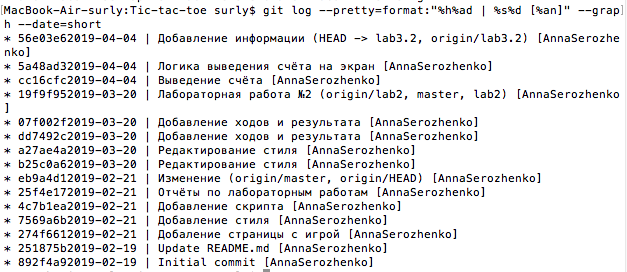 [MacBook-Air-surly:Tic-tac-toe surly$ git log --pretty=format:"%h%ad | %s%d [%an]" --grap]
h --date=short
* 56e03e62019-04-04 | Добавление информации (HEAD -> lab3.2, origin/lab3.2) [AnnaSerozhe
nko]
* 5a48ad32019-04-04 | Логика выведения счёта на экран [AnnaSerozhenko]
* cc16cfc2019-04-04 | Выведение счёта [AnnaSerozhenko]
* 19f9f952019-03-20 | Лабораторная работа №2 (origin/lab2, master, lab2) [AnnaSerozhenko
]
* 07f002f2019-03-20 | Добавление ходов и результата [AnnaSerozhenko]
* dd7492c2019-03-20 | Добавление ходов и результата [AnnaSerozhenko]
* a27ae4a2019-03-20 | Редактирование стиля [AnnaSerozhenko]
* b25c0a62019-03-20 | Редактирование стиля [AnnaSerozhenko]
* eb9a4d12019-02-21 | Изменение (origin/master, origin/HEAD) [AnnaSerozhenko]
* 25f4e172019-02-21 | Отчёты по лабораторным работам [AnnaSerozhenko]
* 4c7b1ea2019-02-21 | Добавление скрипта [AnnaSerozhenko]
* 7569a6b2019-02-21 | Добавление стиля [AnnaSerozhenko]
* 274f6612019-02-21 | Добаление страницы с игрой [AnnaSerozhenko]
* 251875b2019-02-19 | Update README.md [AnnaSerozhenko]
* 892f4a92019-02-19 | Initial commit [AnnaSerozhenko]